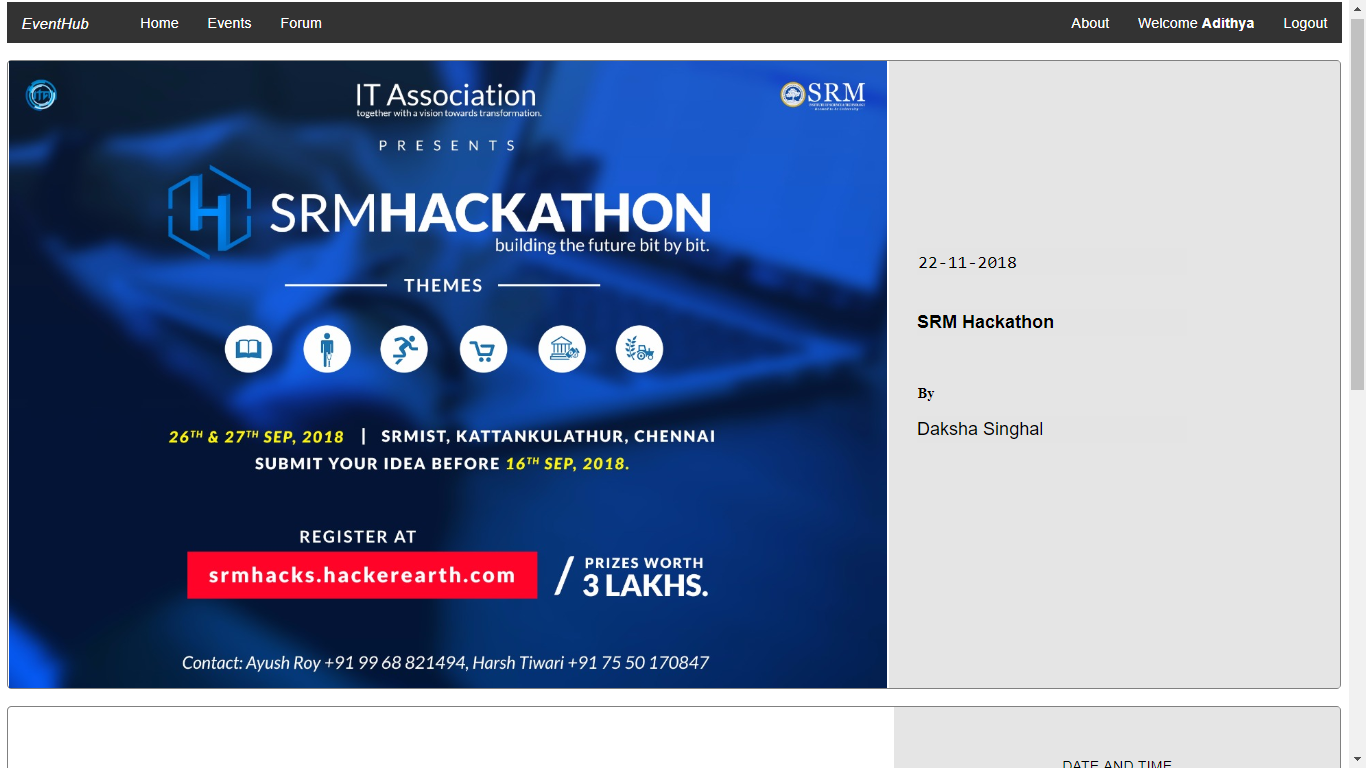 EventHub Home Events Forum About Welcome Adithya Logout
IT Association
together with a vision towards transformation.
SRM
PRESENTS
SRMHACKATHON
building the future bit by bit.
THEMES
26TH & 27TH SEP, 2018 | SRMIST, KATTANKULATHUR, CHENNAI
SUBMIT YOUR IDEA BEFORE 16TH SEP, 2018.
REGISTER AT
srmhacks.hackerearth.com
/ PRIZES WORTH
3 LAKHS.
Contact: Ayush Roy +91 99 68 821494, Harsh Tiwari +91 75 50 170847
22-11-2018
SRM Hackathon
By
Daksha Singhal
DATE AND TIME